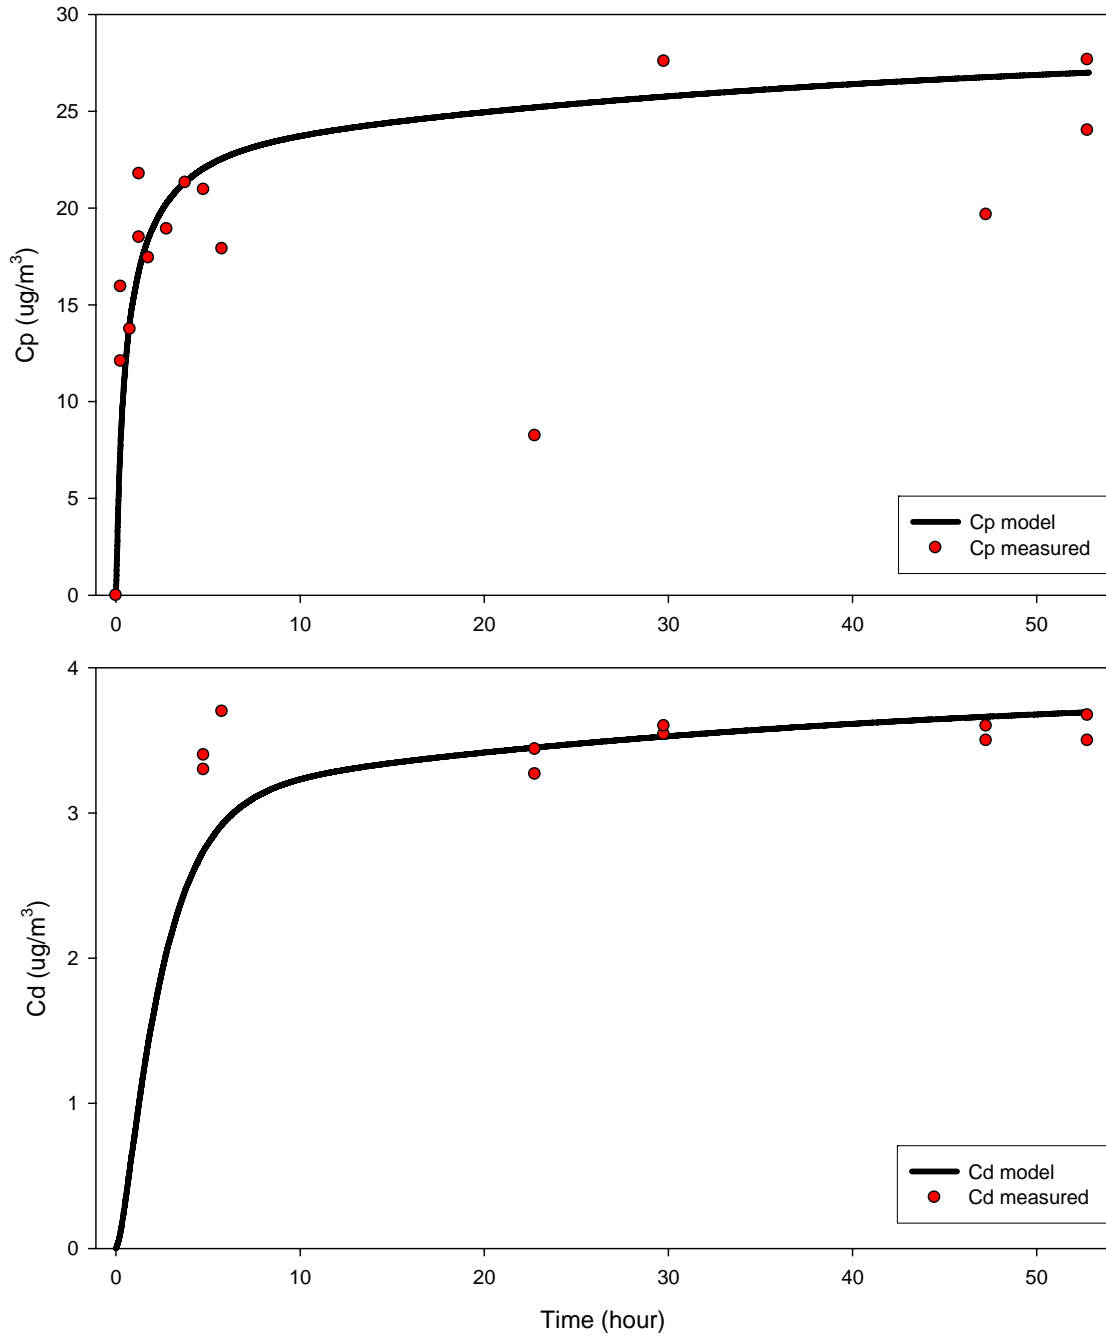 30
25
20
15
10
5
0
Cp (ug/m³)
Cp model
Cp measured
0 10 20 30 40 50
4
3
2
1
0
Cd (ug/m³)
Cd model
Cd measured
0 10 20 30 40 50
Time (hour)